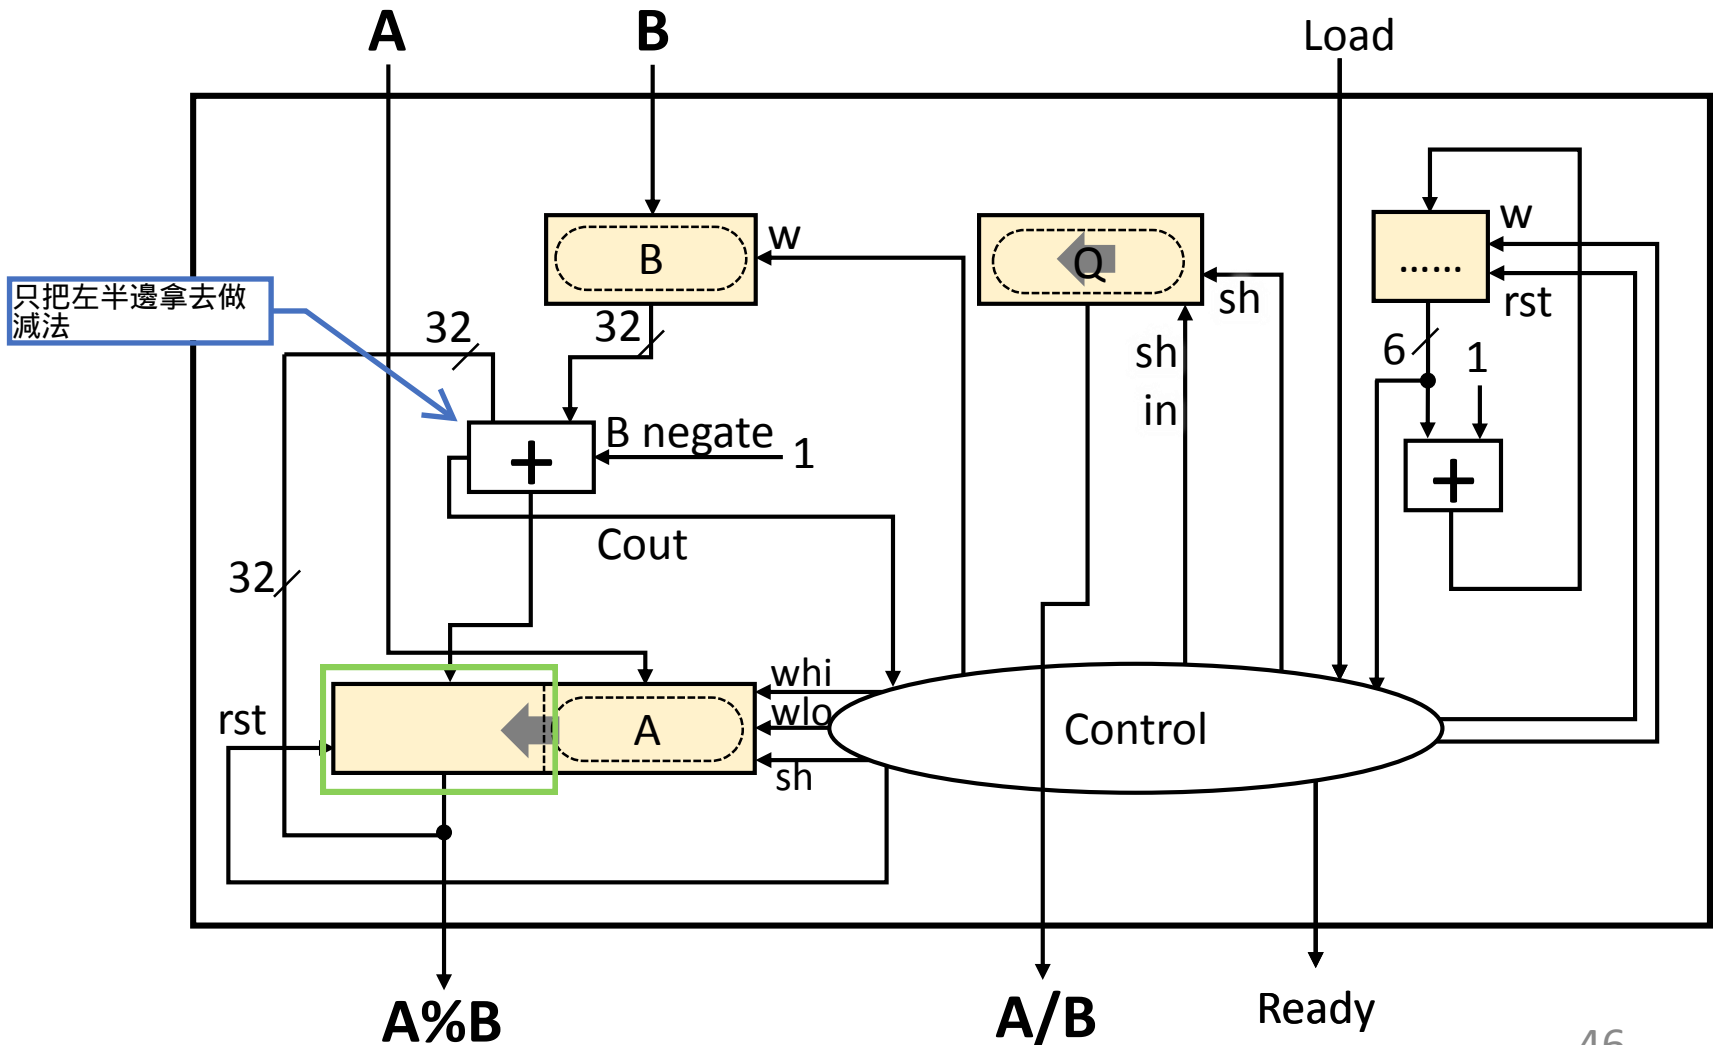 A
B
Load
B
w
Q
sh
w
......
rst
只把左半邊拿去做
減法
32
32
sh
in
6
1
+
B negate
1
+
Cout
32
rst
A
whi
wlo
sh
Control
A%B
A/B
Ready